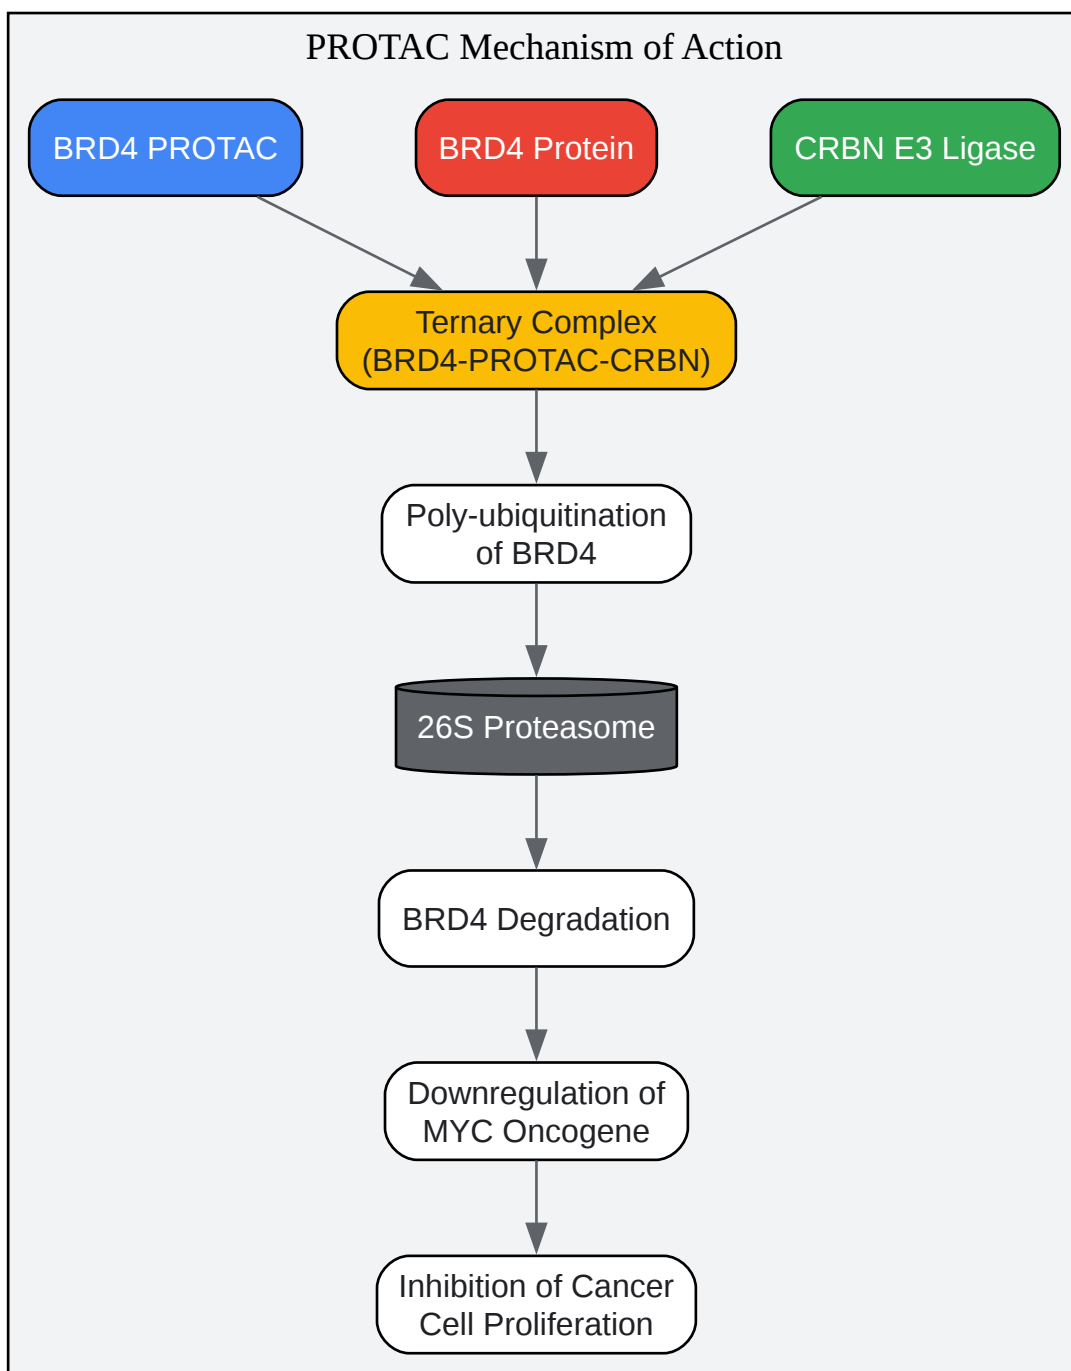 PROTAC Mechanism of Action
BRD4 PROTAC
BRD4 Protein
CRBN E3 Ligase
Ternary Complex
(BRD4-PROTAC-CRBN)
Poly-ubiquitination
of BRD4
26S Proteasome
BRD4 Degradation
Downregulation of
MYC Oncogene
Inhibition of Cancer
Cell Proliferation